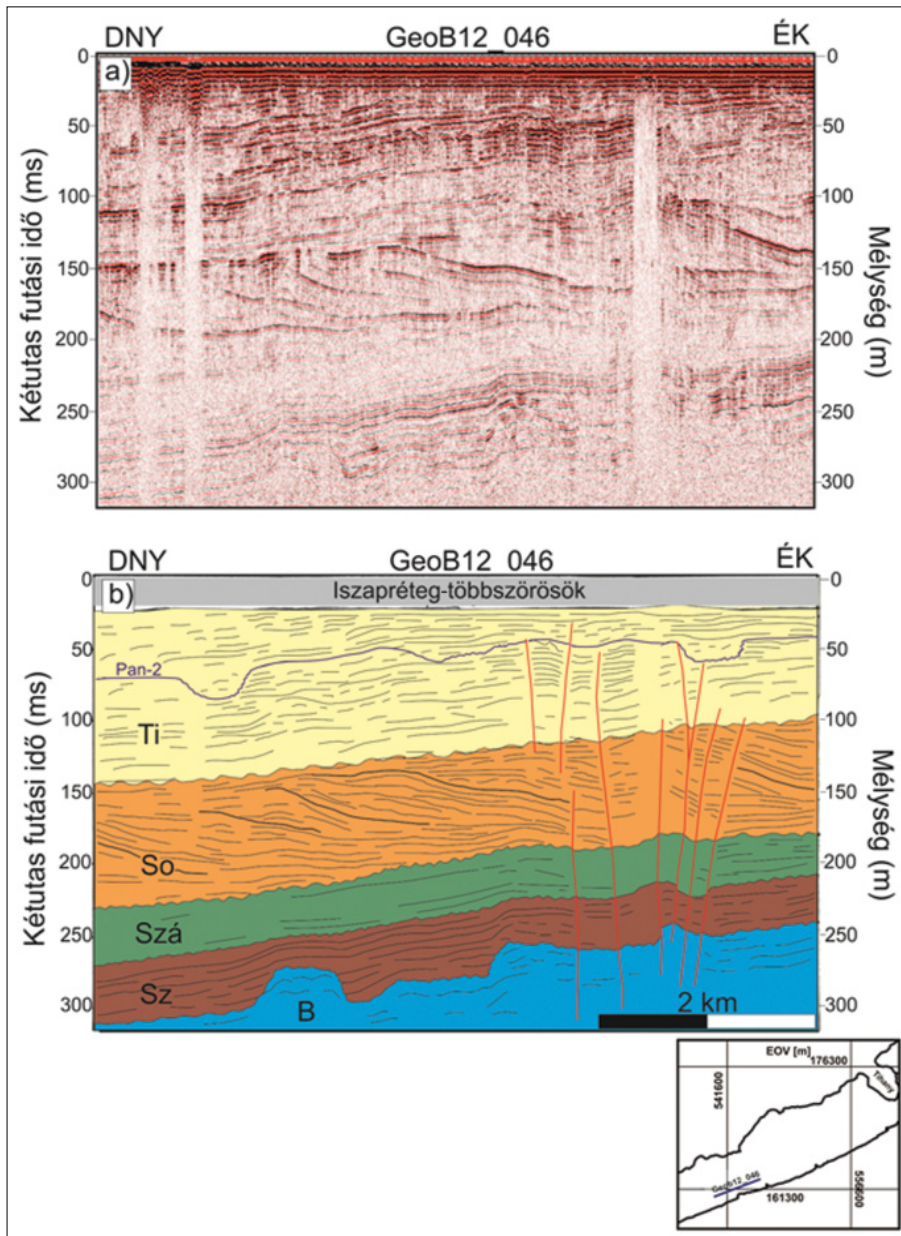 DNY GeoB12_046 ÉK
a)
Kétutas futási idő (ms)
0
50
100
150
200
250
300
Mélység (m)
0
50
100
150
200
250
300
DNY GeoB12_046 ÉK
b)
Iszapréteg-többszörösök
Kétutas futási idő (ms)
0
50
100
150
200
250
300
Mélység (m)
0
50
100
150
200
250
300
Pan-2
Ti
So
Szá
Sz
B
2 km
EOV [m]
176300
541600
Tihany
Geob12_046
161300
556600